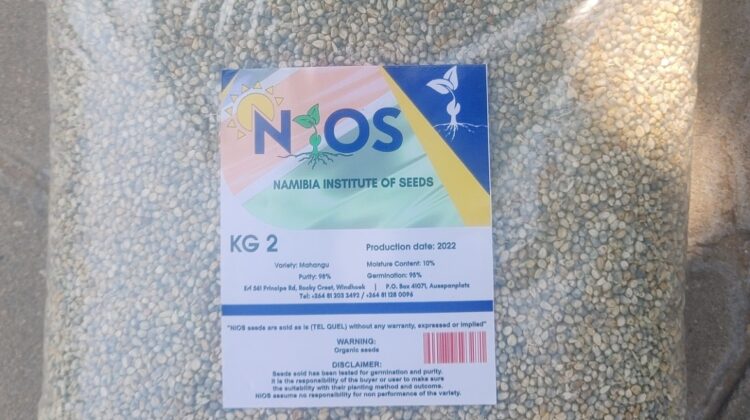 NIOS
NAMIBIA INSTITUTE OF SEEDS
KG 2 Production date: 2022
Variety: Mahangu Moisture Content: 10%
Purity: 98% Germination: 95%
Erf 561 Principe Rd, Rocky Crest, Windhoek | P.O. Box 41071, Ausspanplatz
Tel: +264 81 203 2492 / +264 81 128 0096
"NIOS seeds are sold as is (TEL QUEL) without any warranty, expressed or implied"
WARNING:
Organic seeds
DISCLAIMER:
Seeds sold has been tested for germination and purity.
It is the responsibility of the buyer or user to make sure
the suitability with their planting method and outcome.
NIOS assume no responsibility for non performance of the variety.